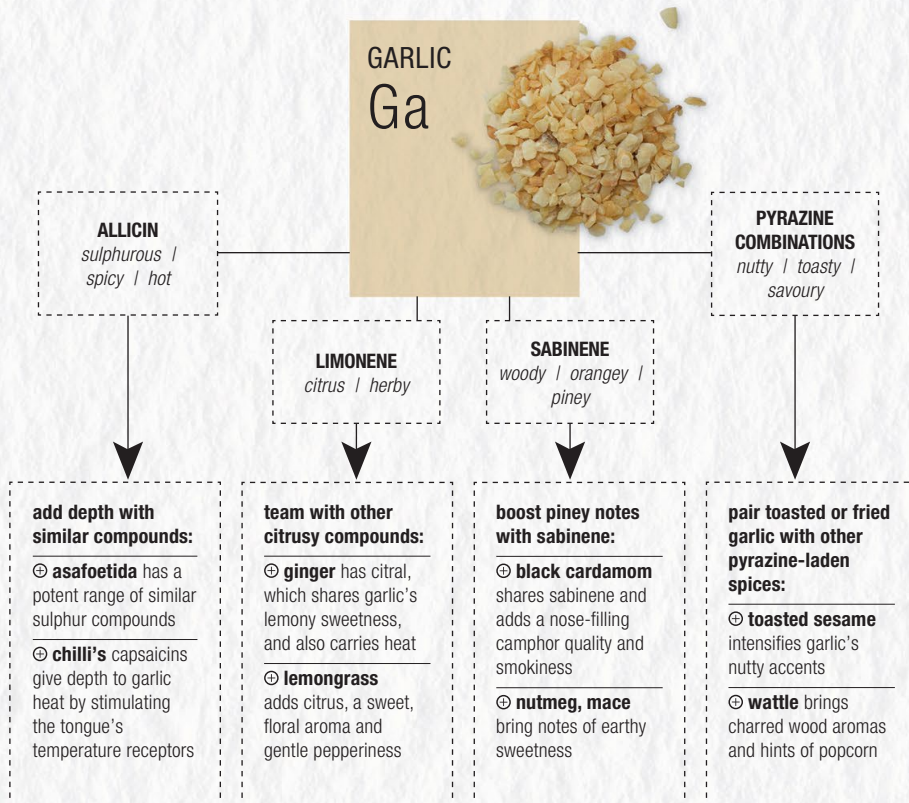 GARLIC
Ga
ALLICIN
sulphurous |
spicy | hot
LIMONENE
citrus | herby
SABINENE
woody | orangey |
piney
PYRAZINE
COMBINATIONS
nutty | toasty |
savoury
add depth with
similar compounds:
⊕ asafoetida has a
potent range of similar
sulphur compounds
⊕ chilli's capsaicins
give depth to garlic
heat by stimulating
the tongue's
temperature receptors
team with other
citrusy compounds:
⊕ ginger has citral,
which shares garlic's
lemony sweetness,
and also carries heat
⊕ lemongrass
adds citrus, a sweet,
floral aroma and
gentle pepperiness
boost piney notes
with sabinene:
⊕ black cardamom
shares sabinene and
adds a nose-filling
camphor quality and
smokiness
⊕ nutmeg, mace
bring notes of earthy
sweetness
pair toasted or fried
garlic with other
pyrazine-laden
spices:
⊕ toasted sesame
intensifies garlic's
nutty accents
⊕ wattle brings
charred wood aromas
and hints of popcorn